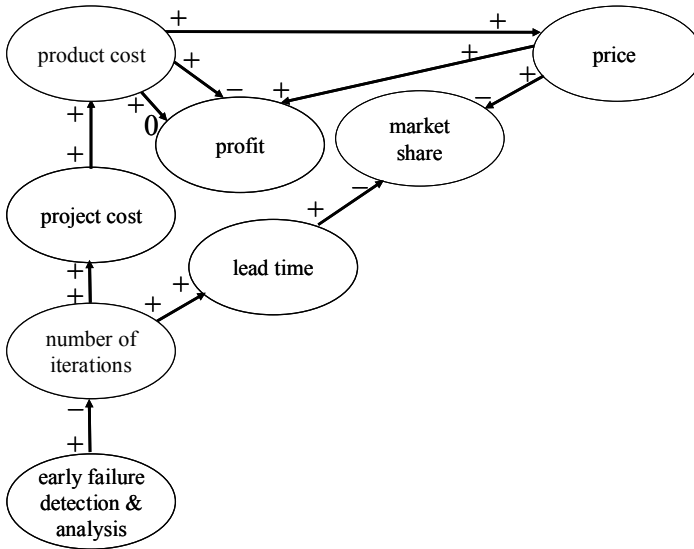 + +
product cost + + price
+ + − + − +
+ 0
profit
market
share
+
+ −
project cost +
+ lead time
+ + +
number of
iterations
−
+
early failure
detection &
analysis